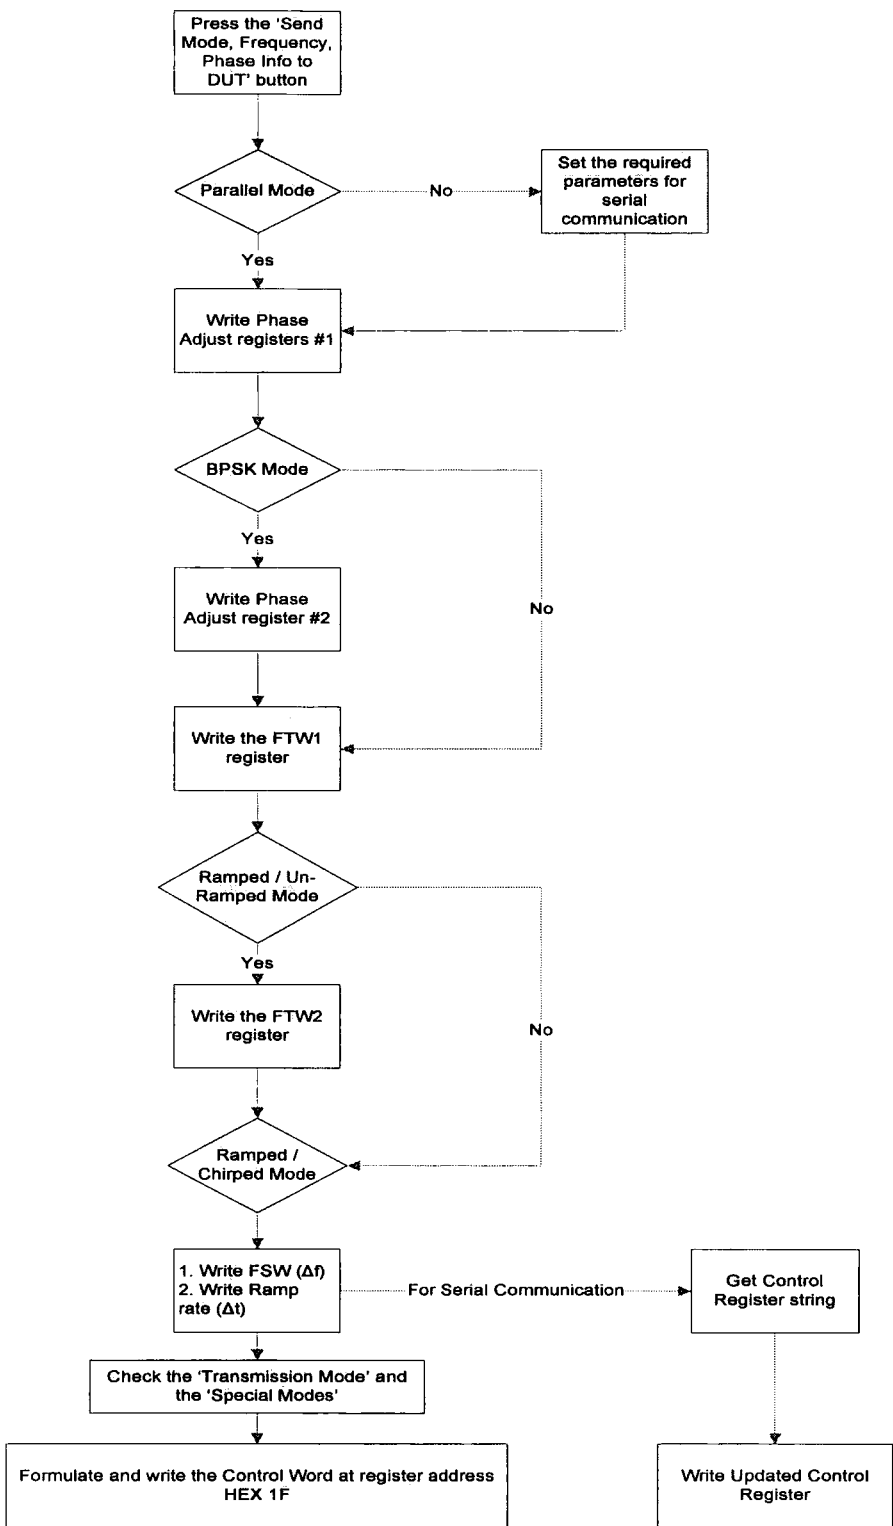 Press the 'Send
Mode, Frequency,
Phase Info to
DUT' button
Parallel Mode
No
Set the required
parameters for
serial
communication
Yes
Write Phase
Adjust registers #1
BPSK Mode
Yes
Write Phase
Adjust register #2
No
Write the FTW1
register
Ramped / Un-
Ramped Mode
Yes
Write the FTW2
register
No
Ramped /
Chirped Mode
1. Write FSW (Δf)
2. Write Ramp
rate (Δt)
For Serial Communication
Get Control
Register string
Check the 'Transmission Mode' and
the 'Special Modes'
Formulate and write the Control Word at register address
HEX 1F
Write Updated Control
Register